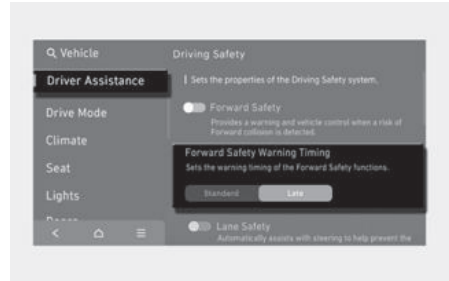 Vehicle
Driver Assistance
Drive Mode
Climate
Seat
Lights
Doors
Driving Safety
Sets the properties of the Driving Safety system.
Forward Safety
Provides a warning and vehicle control when a risk of
Forward collision is detected.
Forward Safety Warning Timing
Sets the warning timing of the Forward Safety functions.
Standard
Late
Lane Safety
Automatically assists with steering to help prevent the